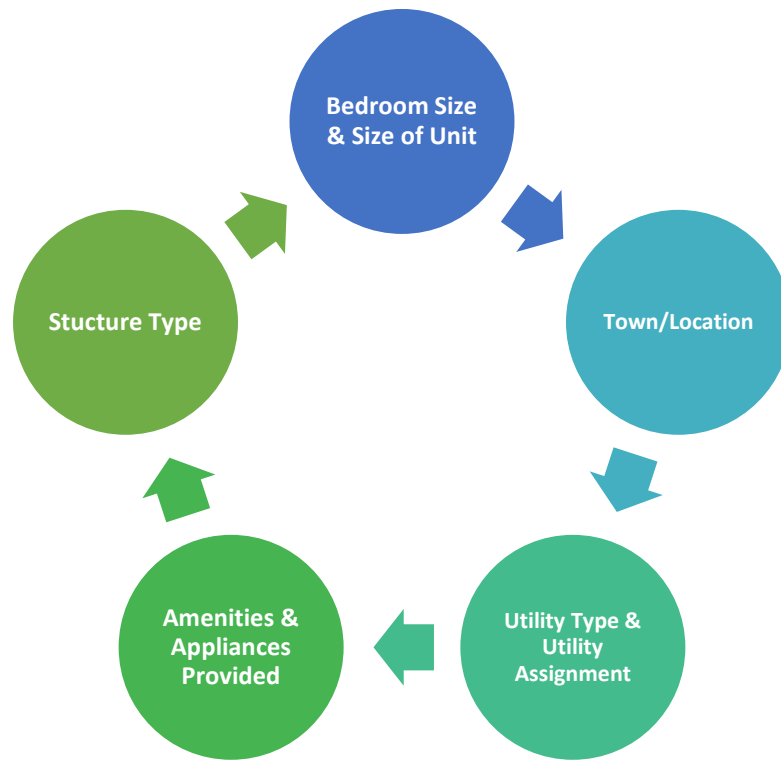 Bedroom Size
& Size of Unit
Town/Location
Utility Type &
Utility
Assignment
Amenities &
Appliances
Provided
Stucture Type